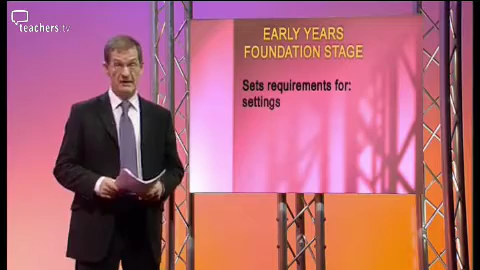 teachers.tv
EARLY YEARS
FOUNDATION STAGE
Sets requirements for:
settings